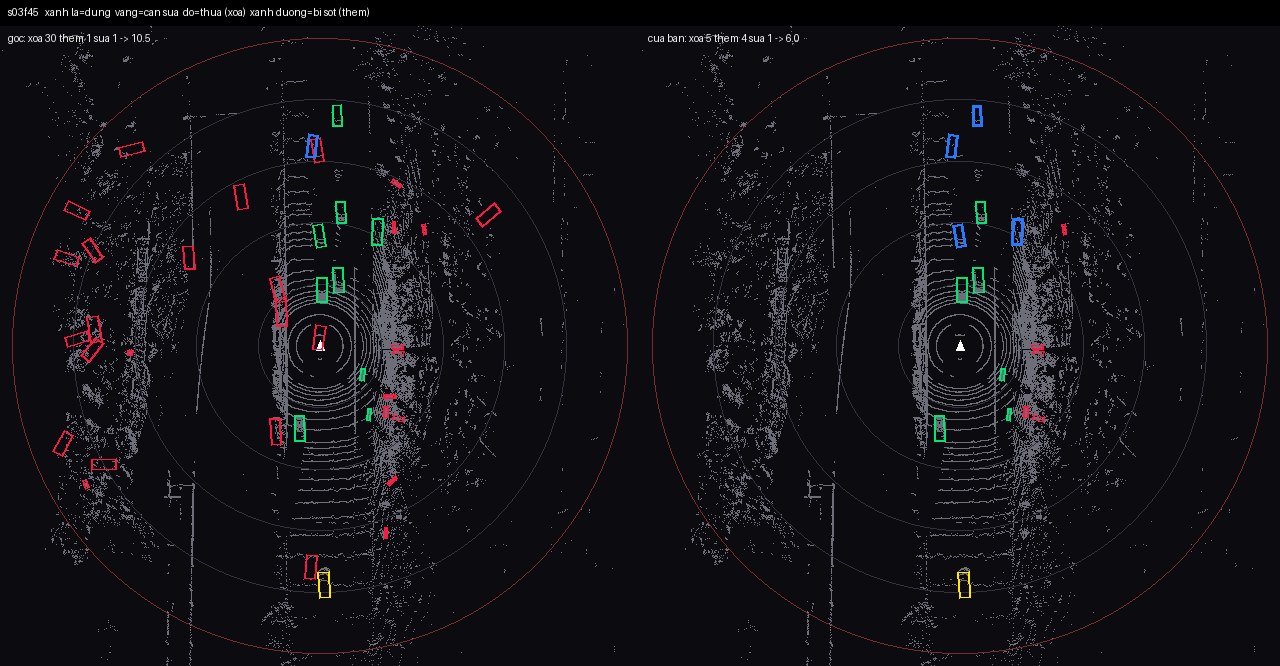 s03f45 xanh la=dung vang=can sua do=thua (xoa) xanh duong=bi sot (them)
goc: xoa 30 them 1 sua 1 -> 10.5
cua ban: xoa 5 them 4 sua 1 -> 6.0